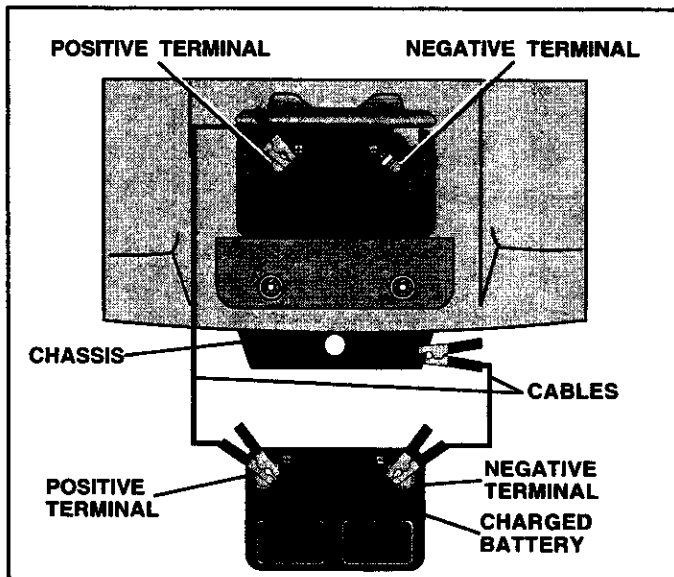 POSITIVE TERMINAL
NEGATIVE TERMINAL
CHASSIS
CABLES
POSITIVE
TERMINAL
NEGATIVE
TERMINAL
CHARGED
BATTERY